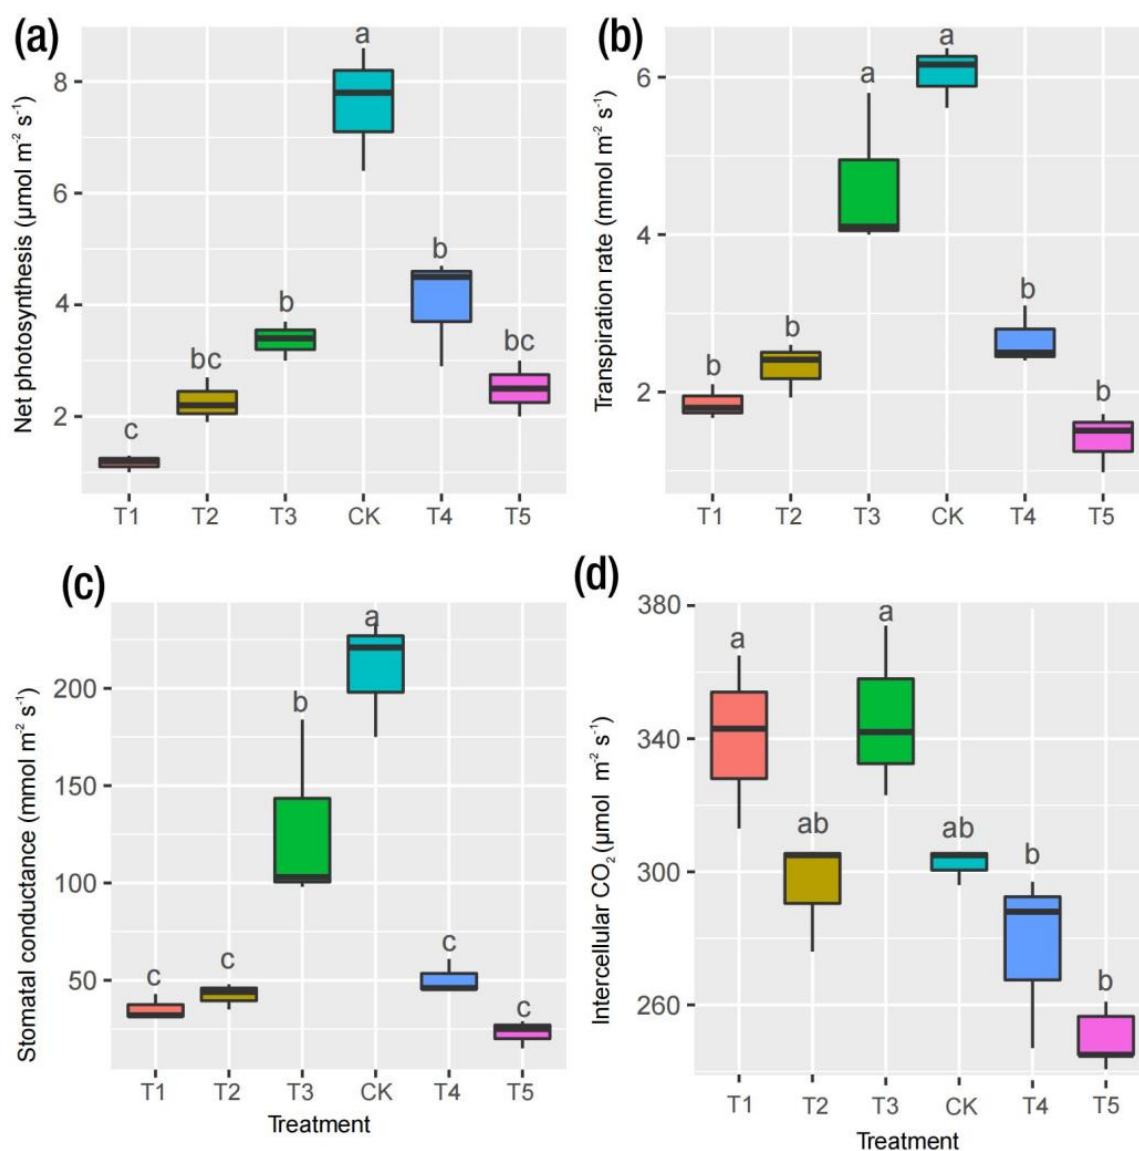 (a)
Net photosynthesis (μmol m⁻² s⁻¹)
8
6
4
2
c
bc
b
a
b
bc
T1 T2 T3 CK T4 T5
(b)
Transpiration rate (mmol m⁻² s⁻¹)
6
4
2
b
b
a
a
b
b
T1 T2 T3 CK T4 T5
(c)
Stomatal conductance (mmol m⁻² s⁻¹)
200
150
100
50
c
c
b
a
c
c
T1 T2 T3 CK T4 T5
Treatment
(d)
Intercellular CO₂ (μmol m⁻² s⁻¹)
380
340
300
260
a
ab
a
ab
b
b
T1 T2 T3 CK T4 T5
Treatment